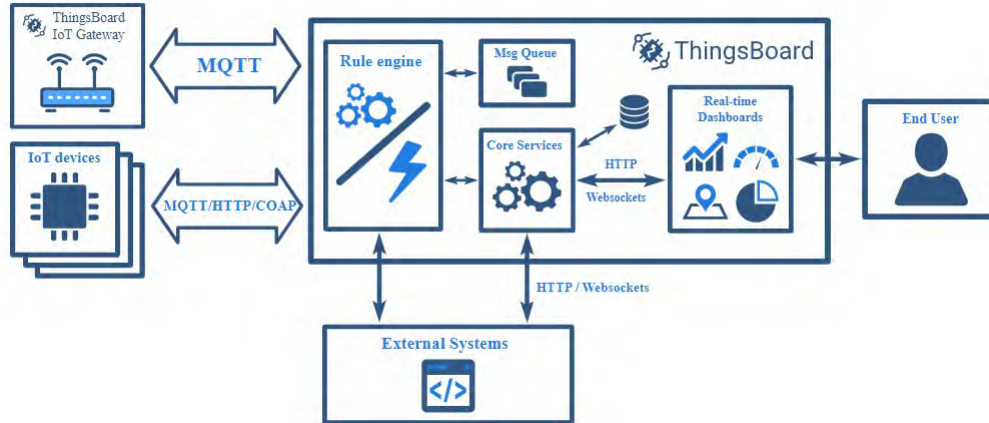 ThingsBoard
IoT Gateway
MQTT
IoT devices
MQTT/HTTP/COAP
Rule engine
Msg Queue
Core Services
HTTP
Websockets
ThingsBoard
Real-time
Dashboards
End User
HTTP / Websockets
External Systems
</>